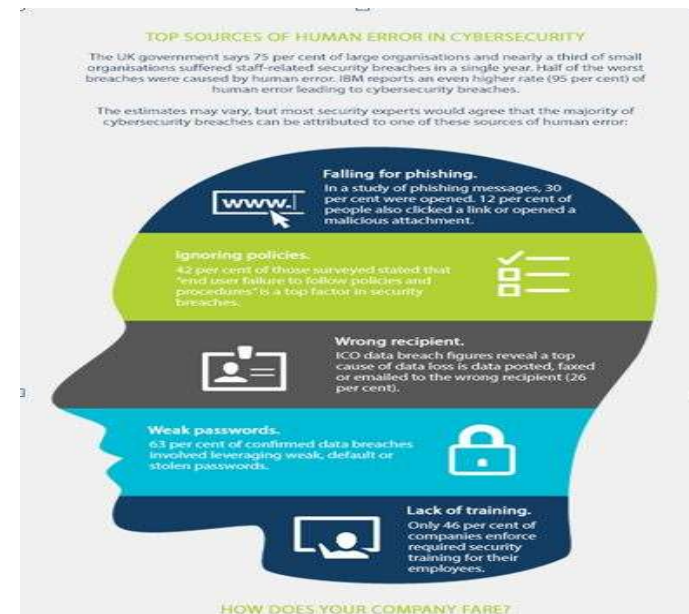 TOP SOURCES OF HUMAN ERROR IN CYBERSECURITY
The UK government says 75 per cent of large organisations and nearly a third of small
organisations suffered staff-related security breaches in a single year. Half of the worst
breaches were caused by human error. IBM reports an even higher rate (95 per cent) of
human error leading to cybersecurity breaches.
The estimates may vary, but most security experts would agree that the majority of
cybersecurity breaches can be attributed to one of these sources of human error:
www.
Falling for phishing.
In a study of phishing messages, 30
per cent were opened. 12 per cent of
people also clicked a link or opened a
malicious attachment.
Ignoring policies.
42 per cent of those surveyed stated that
"end user failure to follow policies and
procedures" is a top factor in security
breaches.
Wrong recipient.
ICO data breach figures reveal a top
cause of data loss is data posted, faxed
or emailed to the wrong recipient (26
per cent).
Weak passwords.
63 per cent of confirmed data breaches
involved leveraging weak, default or
stolen passwords.
Lack of training.
Only 46 per cent of
companies enforce
required security
training for their
employees.
HOW DOES YOUR COMPANY FARE?